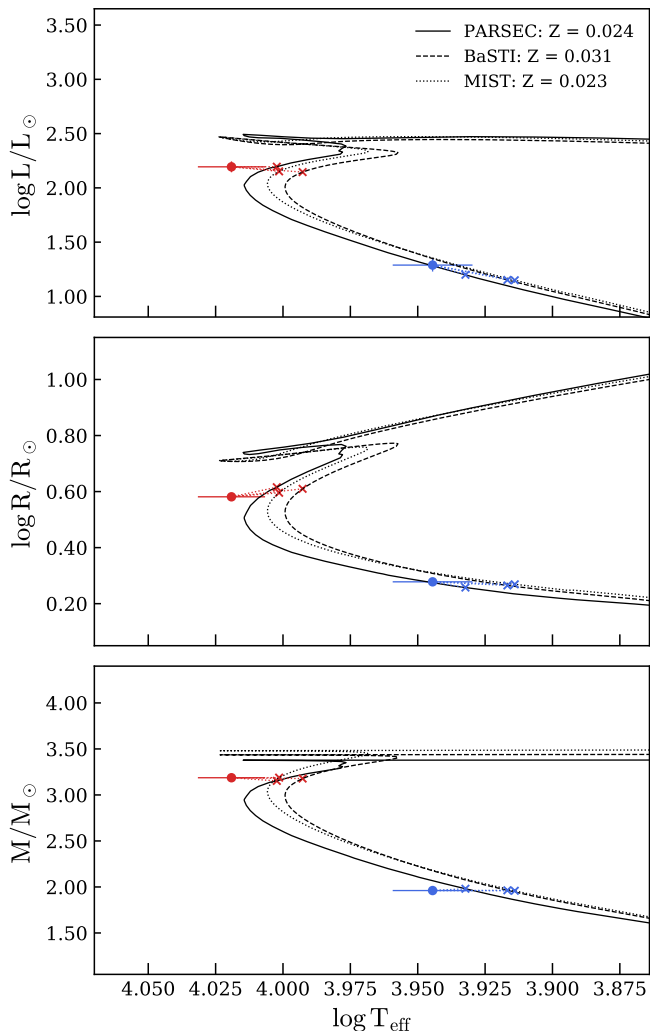 3.50
3.00
2.50
2.00
1.50
1.00
log L/L⊙
PARSEC: Z = 0.024
BaSTI: Z = 0.031
MIST: Z = 0.023
1.00
0.80
0.60
0.40
0.20
log R/R⊙
4.00
3.50
3.00
2.50
2.00
1.50
M/M⊙
4.050 4.025 4.000 3.975 3.950 3.925 3.900 3.875
log Teff